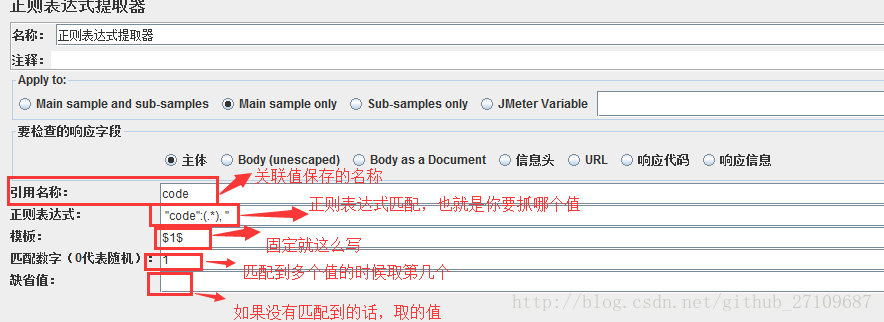 正则表达式提取器
名称： 正则表达式提取器
注释：
Apply to:
Main sample and sub-samples Main sample only Sub-samples only JMeter Variable
要检查的响应字段
主体 Body (unescaped) Body as a Document 信息头 URL 响应代码 响应信息
关联值保存的名称
引用名称： code
正则表达式： "code":(.*), " 正则表达式匹配，也就是你要抓哪个值
模板： $1$ 固定就这么写
匹配数字（0代表随机）： 1 匹配到多个值的时候取第几个
缺省值：
如果没有匹配到的话，取的值
http://blog.csdn.net/github_27109687